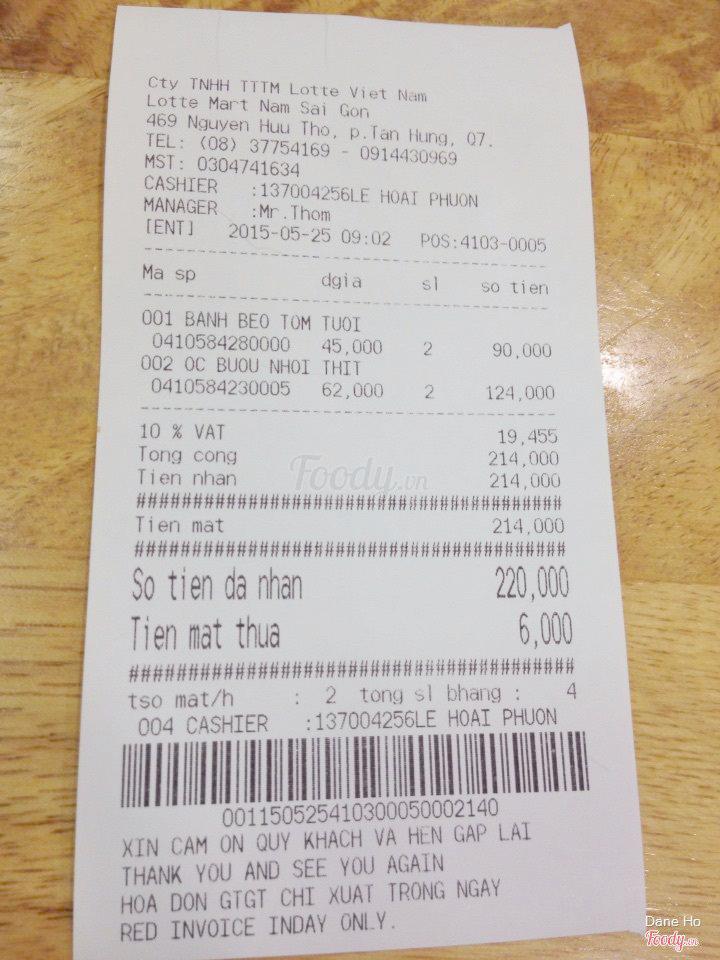 Cty TNHH TTTM Lotte Viet Nam
Lotte Mart Nam Sai Gon
469 Nguyen Huu Tho, p.Tan Hung, Q7.
TEL: (08) 37754169 - 0914430969
MST: 0304741634
CASHIER :137004256LE HOAI PHUON
MANAGER :Mr.Thom
[ENT] 2015-05-25 09:02 POS:4103-0005
Ma sp dgia sl so tien
001 BANH BEO TOM TUOI
0410584280000 45,000 2 90,000
002 OC BUOU NHOI THIT
0410584230005 62,000 2 124,000
10 % VAT 19,455
Tong cong 214,000
Tien nhan 214,000
Foody.vn
######################################
Tien mat 214,000
######################################
So tien da nhan 220,000
Tien mat thua 6,000
######################################
tso mat/h : 2 tong sl bhang : 4
004 CASHIER :137004256LE HOAI PHUON
001150525410300050002140
XIN CAM ON QUY KHACH VA HEN GAP LAI
THANK YOU AND SEE YOU AGAIN
HOA DON GTGT CHI XUAT TRONG NGAY
RED INVOICE INDAY ONLY.
Dane Ho
Foody.vn